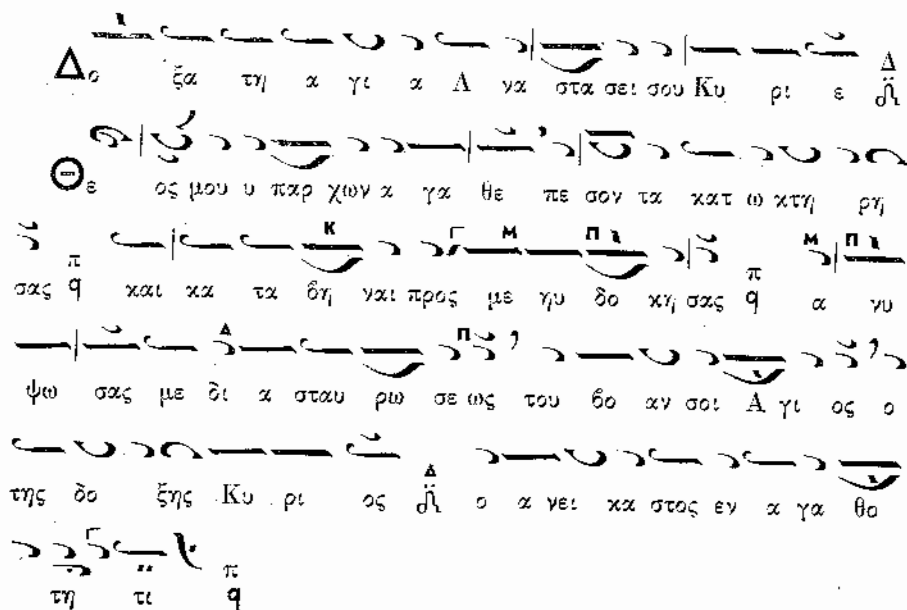 Δο ξα τη α γι α Α να στα σει σου Κυ ρι ε Δ
Θε ος μου υ παρ χων α γα θε πε σον τα κατ ω κτη ρη
Κ Γ Μ Π Μ Π
σας π q και κα τα δη ναι προς με ηυ δο κη σας π q α νυ
Δ Π
ψω σας με δι α σταυ ρω σε ως του βο αν σοι Α γι ος ο
της δο ξης Κυ ρι ος Δ ο α νει κα στος εν α γα θο
Γ
τη τι π q